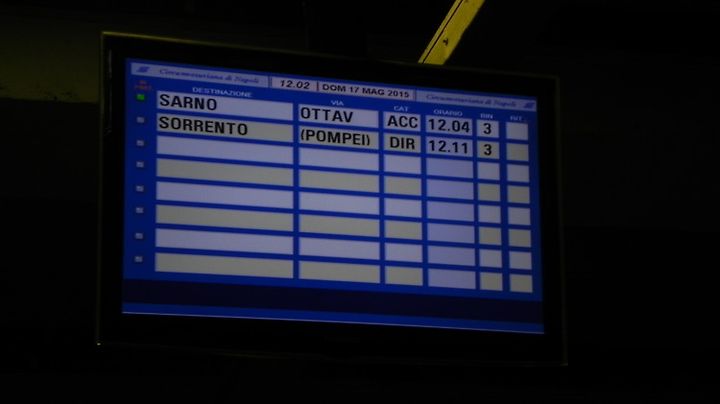 Circumvesuviana di Napoli 12.02 DOM 17 MAG 2015 Circumvesuviana di Napoli
DESTINAZIONE VIA CAT ORARIO BIN RIT
SARNO OTTAV ACC 12.04 3
SORRENTO (POMPEI) DIR 12.11 3